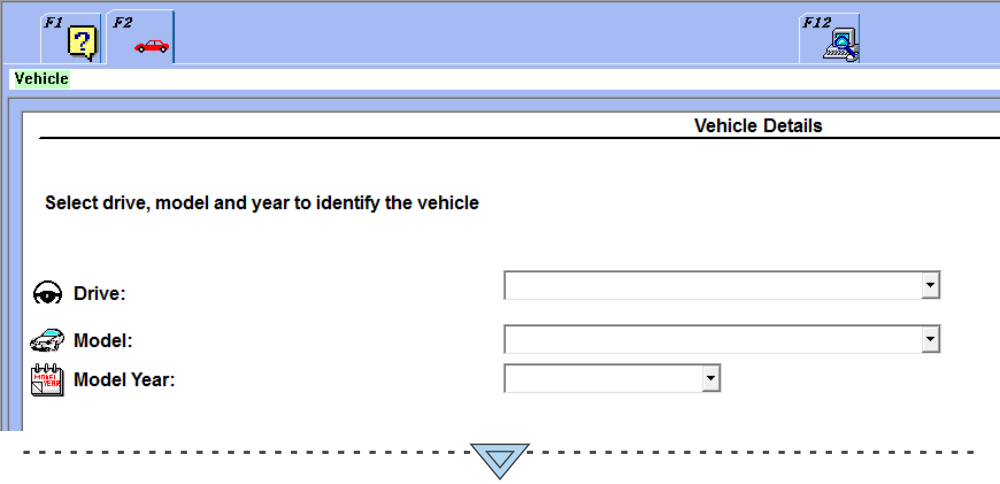 F1 F2 F12
Vehicle
Vehicle Details
Select drive, model and year to identify the vehicle
Drive:
Model:
MODEL
YEAR
Model Year: